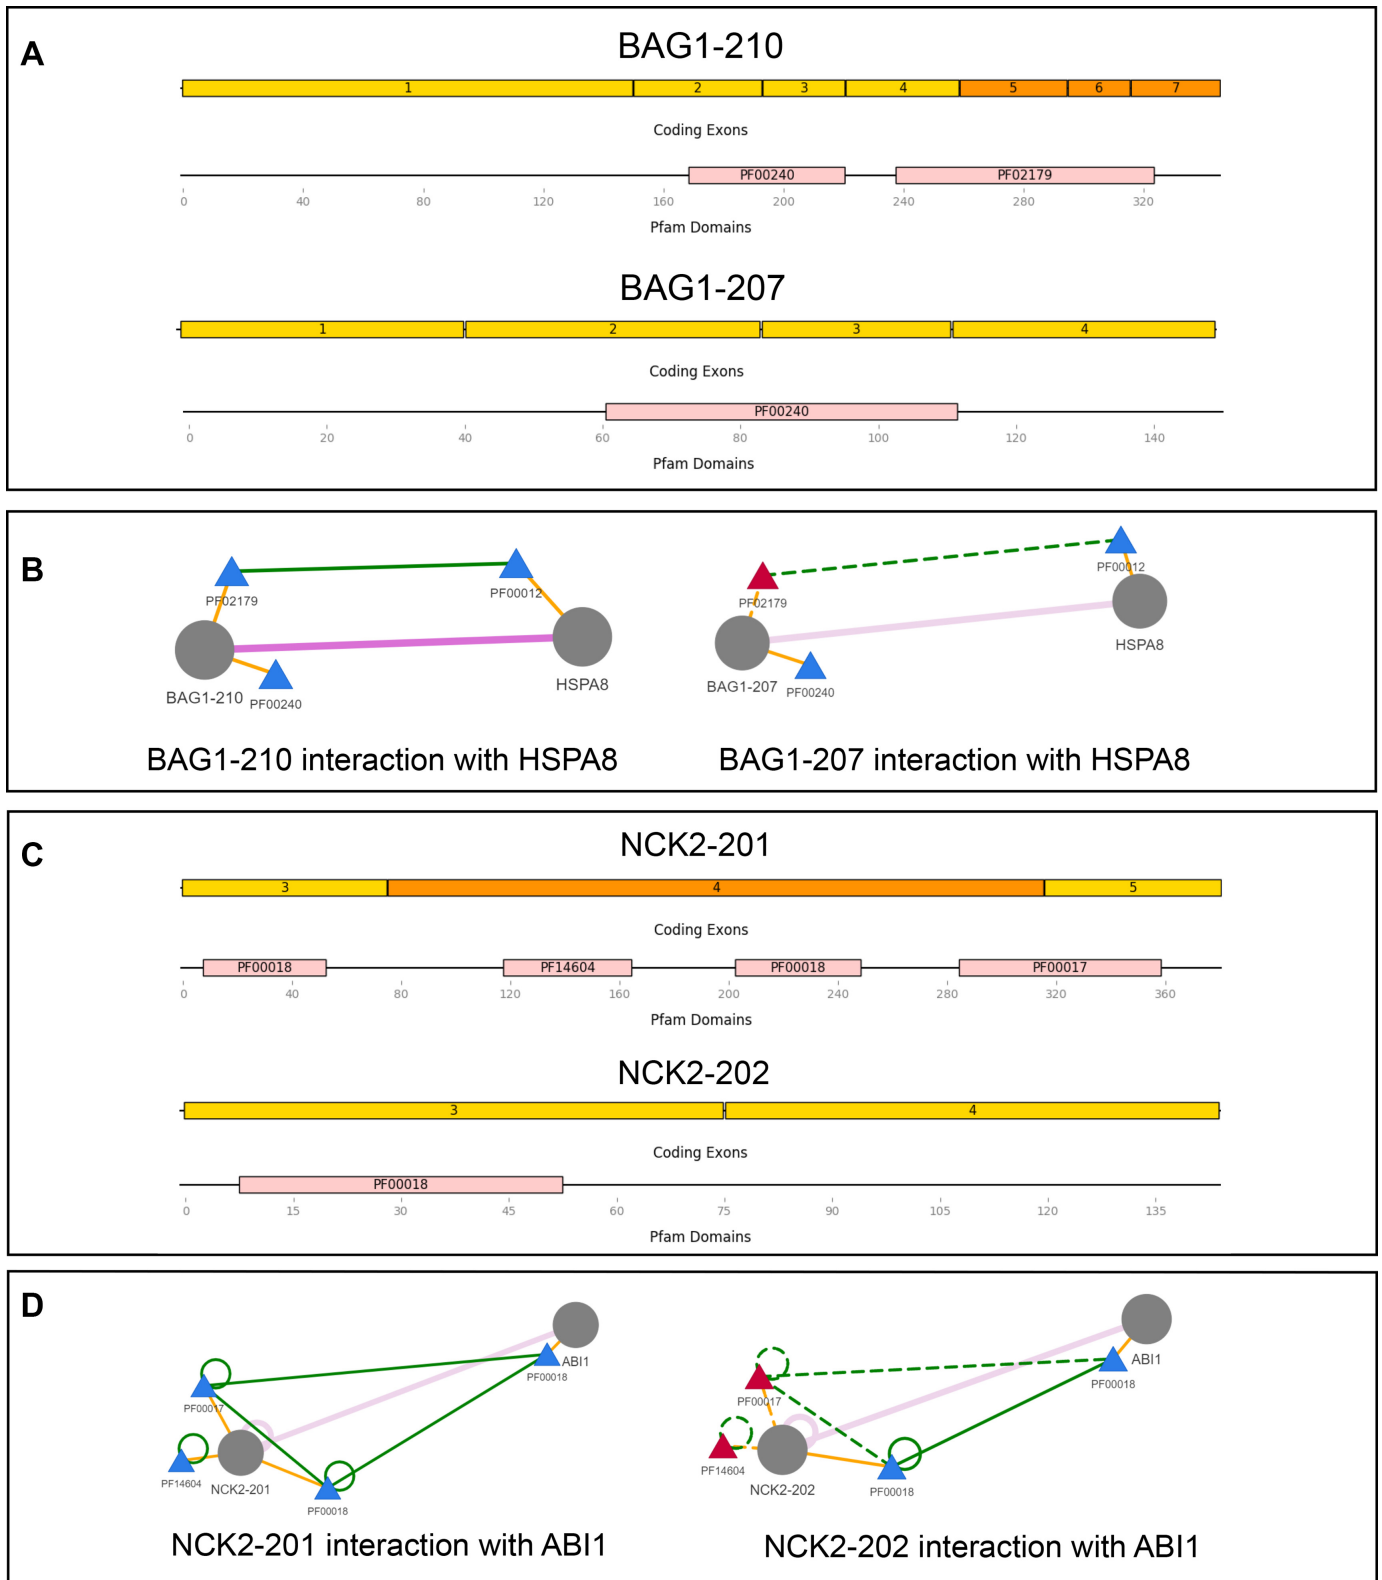 A
BAG1-210
1 2 3 4 5 6 7
Coding Exons
PF00240 PF02179
0 40 80 120 160 200 240 280 320
Pfam Domains
BAG1-207
1 2 3 4
Coding Exons
PF00240
0 20 40 60 80 100 120 140
Pfam Domains
B
PF02179 PF00012
BAG1-210 PF00240 HSPA8
BAG1-210 interaction with HSPA8
PF02179 PF00012
BAG1-207 PF00240 HSPA8
BAG1-207 interaction with HSPA8
C
NCK2-201
3 4 5
Coding Exons
PF00018 PF14604 PF00018 PF00017
0 40 80 120 160 200 240 280 320 360
Pfam Domains
NCK2-202
3 4
Coding Exons
PF00018
0 15 30 45 60 75 90 105 120 135
Pfam Domains
D
ABI1
PF00018
PF00017
PF14604 NCK2-201
PF00018
NCK2-201 interaction with ABI1
ABI1
PF00018
PF00017
PF14604
NCK2-202 PF00018
NCK2-202 interaction with ABI1